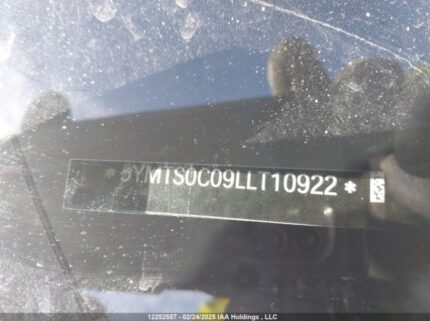 *5YMTS0C09LLT10922*
12252557 - 02/24/2025 IAA Holdings , LLC